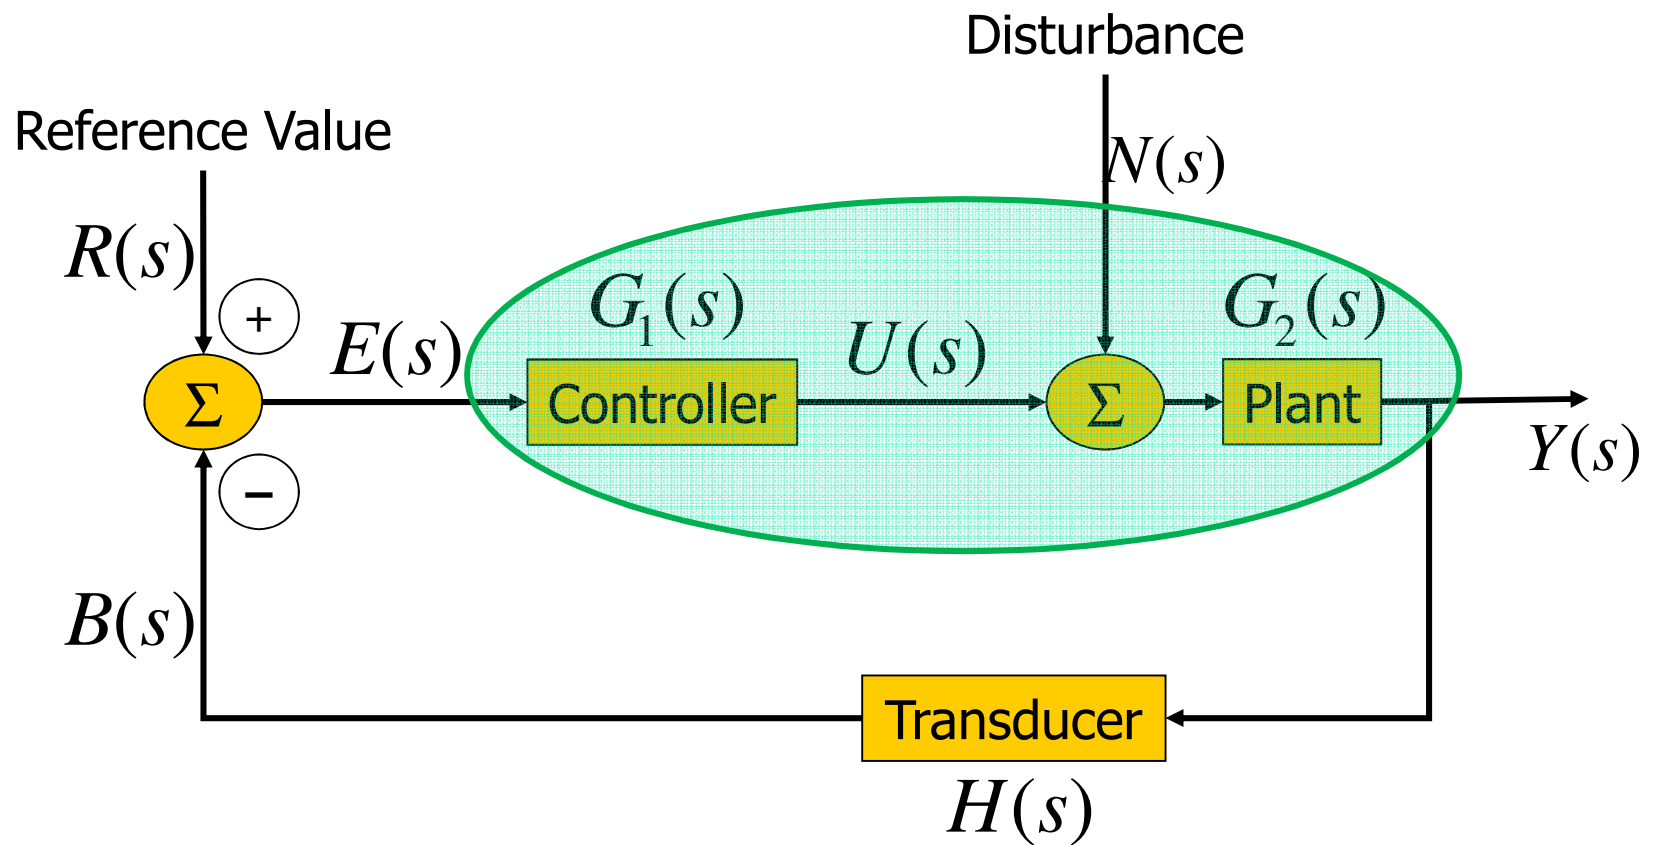 Disturbance
Reference Value
N(s)
R(s)
+
G₁(s)
G₂(s)
E(s)
U(s)
Σ
Controller
Σ
Plant
Y(s)
−
B(s)
Transducer
H(s)